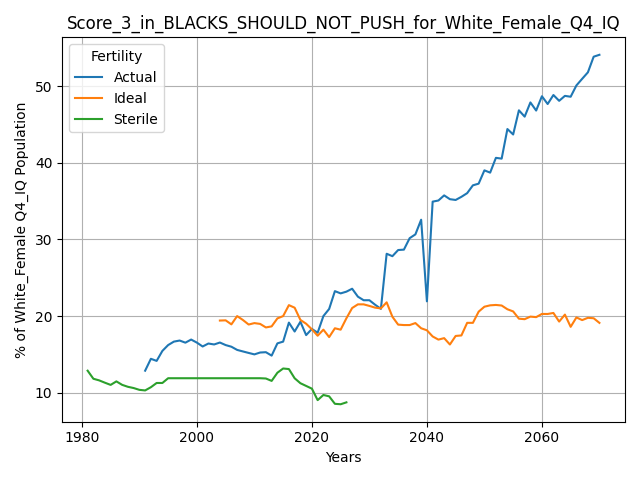 Score_3_in_BLACKS_SHOULD_NOT_PUSH_for_White_Female_Q4_IQ
Fertility
Actual
Ideal
Sterile
% of White_Female Q4_IQ Population
50
40
30
20
10
1980 2000 2020 2040 2060
Years